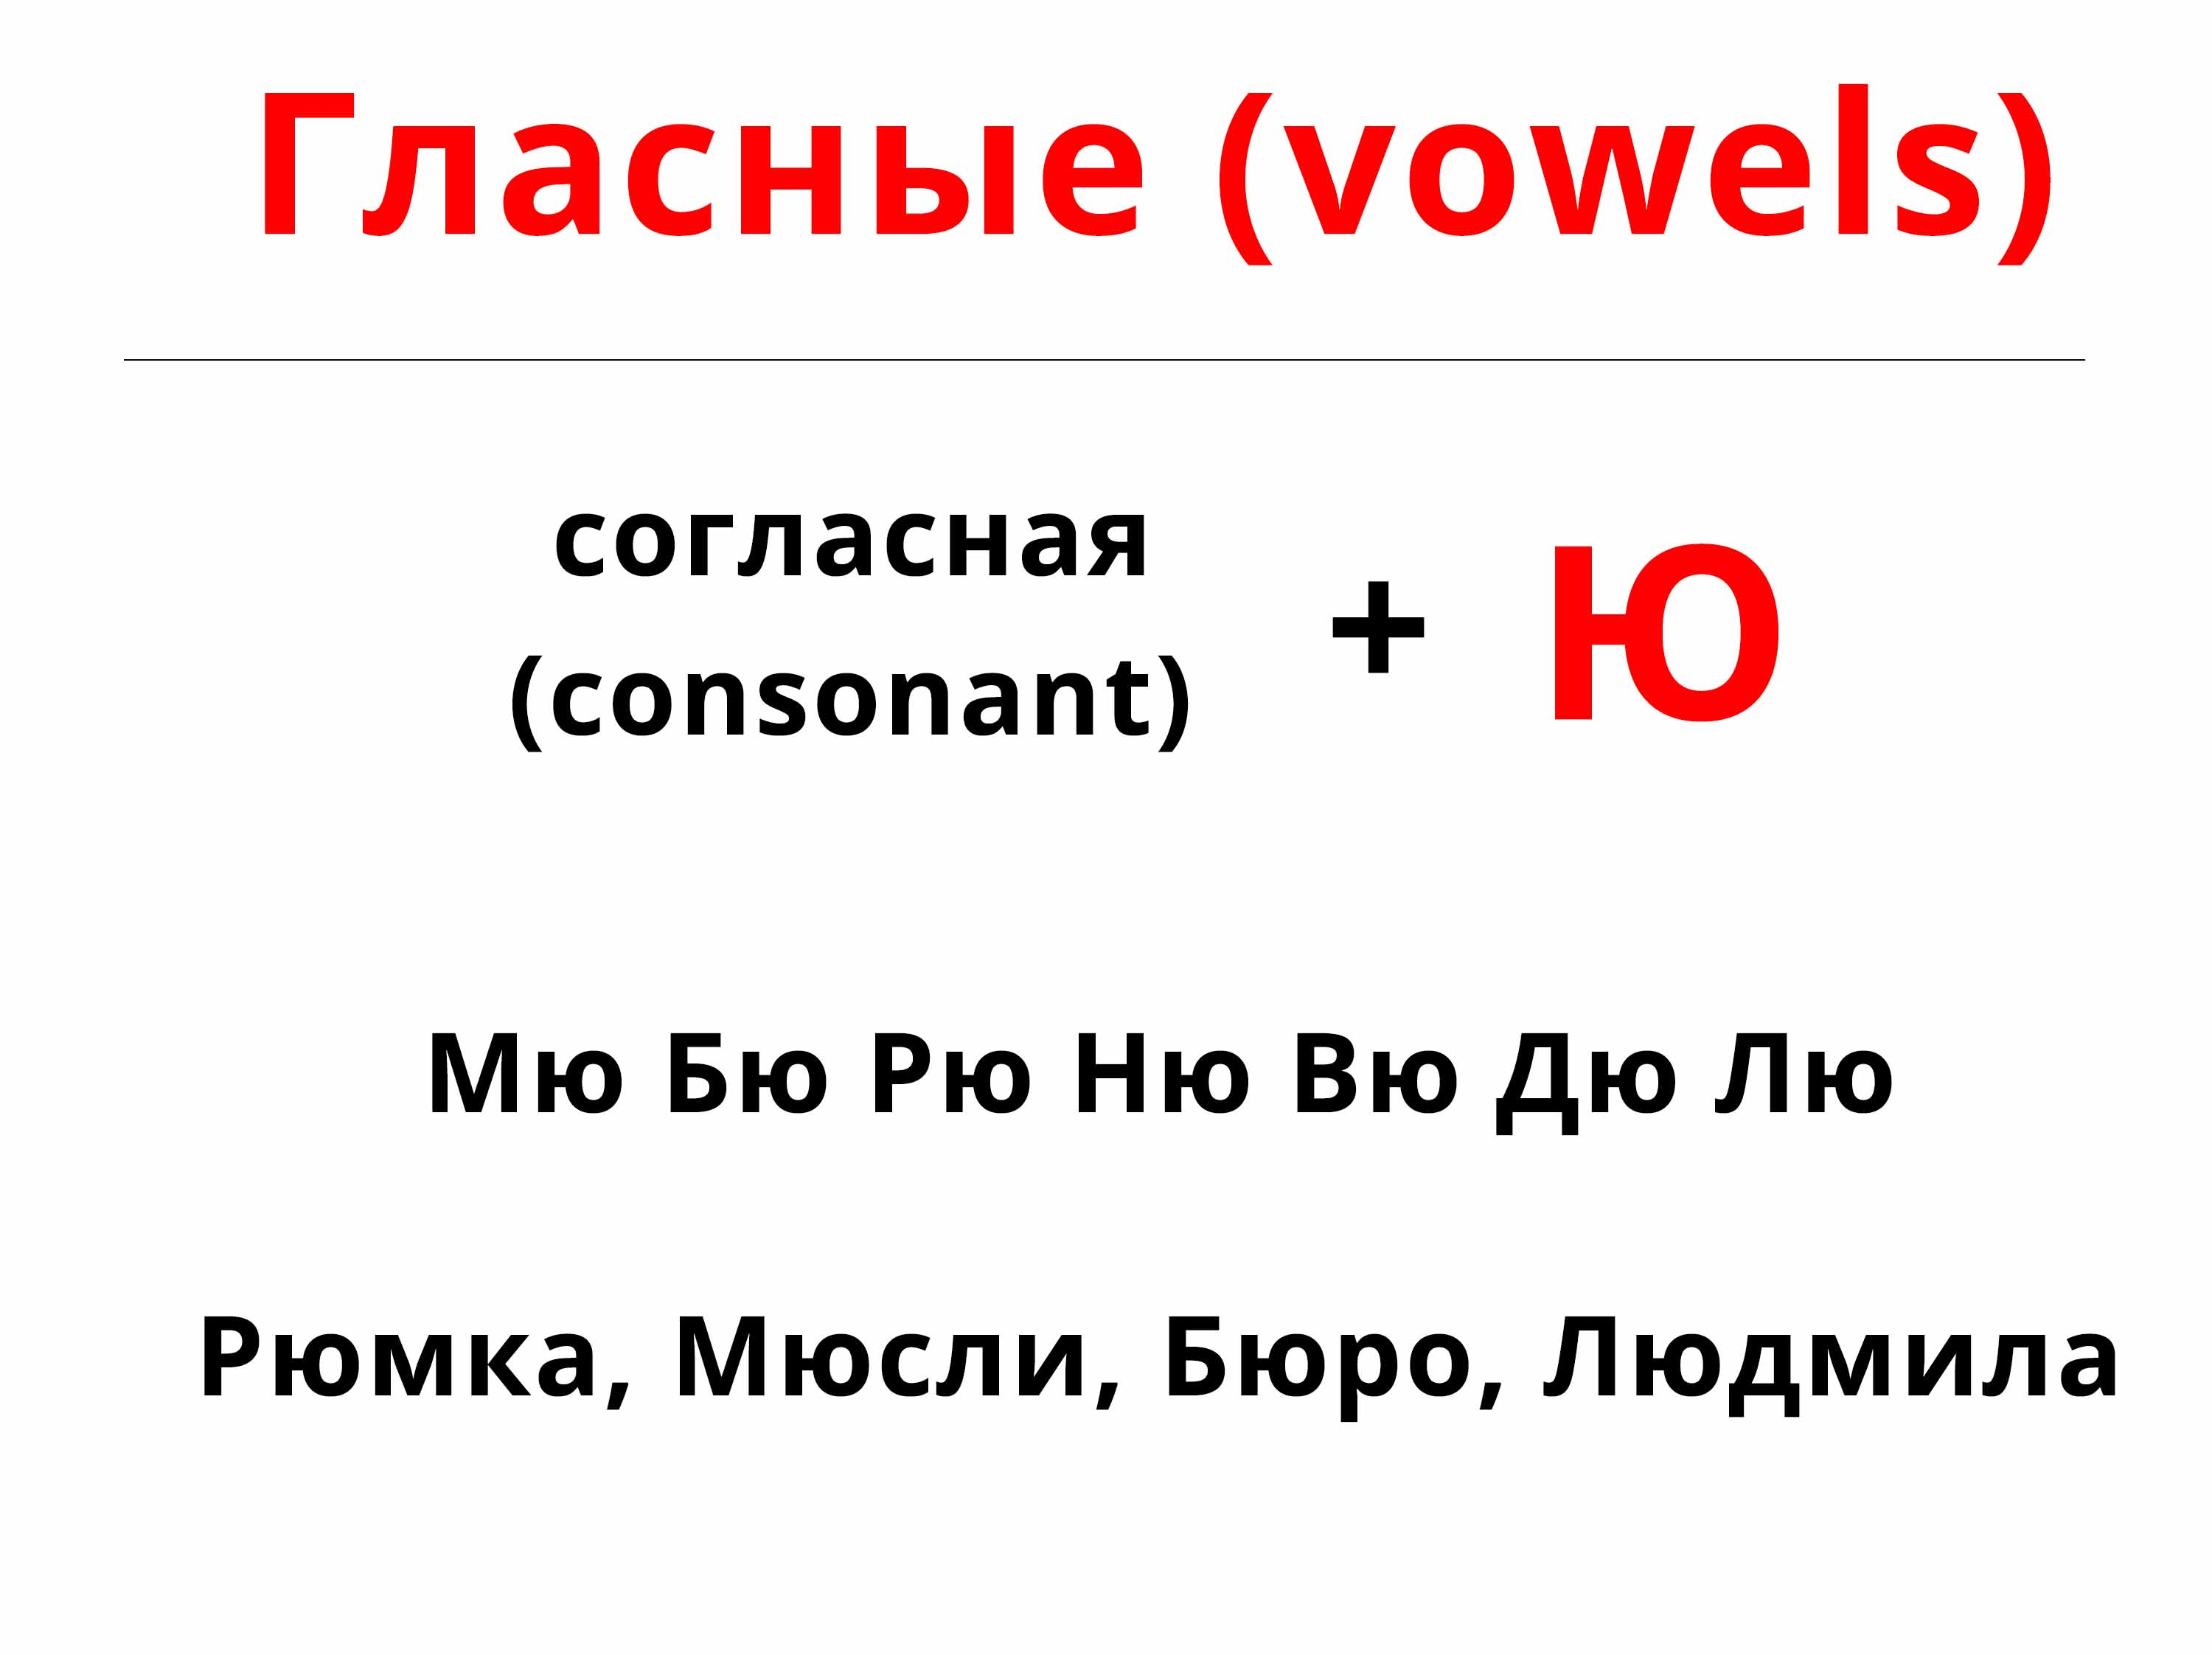 Гласные (vowels)
согласная
(consonant)
+ Ю
Мю Бю Рю Ню Вю Дю Лю
Рюмка, Мюсли, Бюро, Людмила